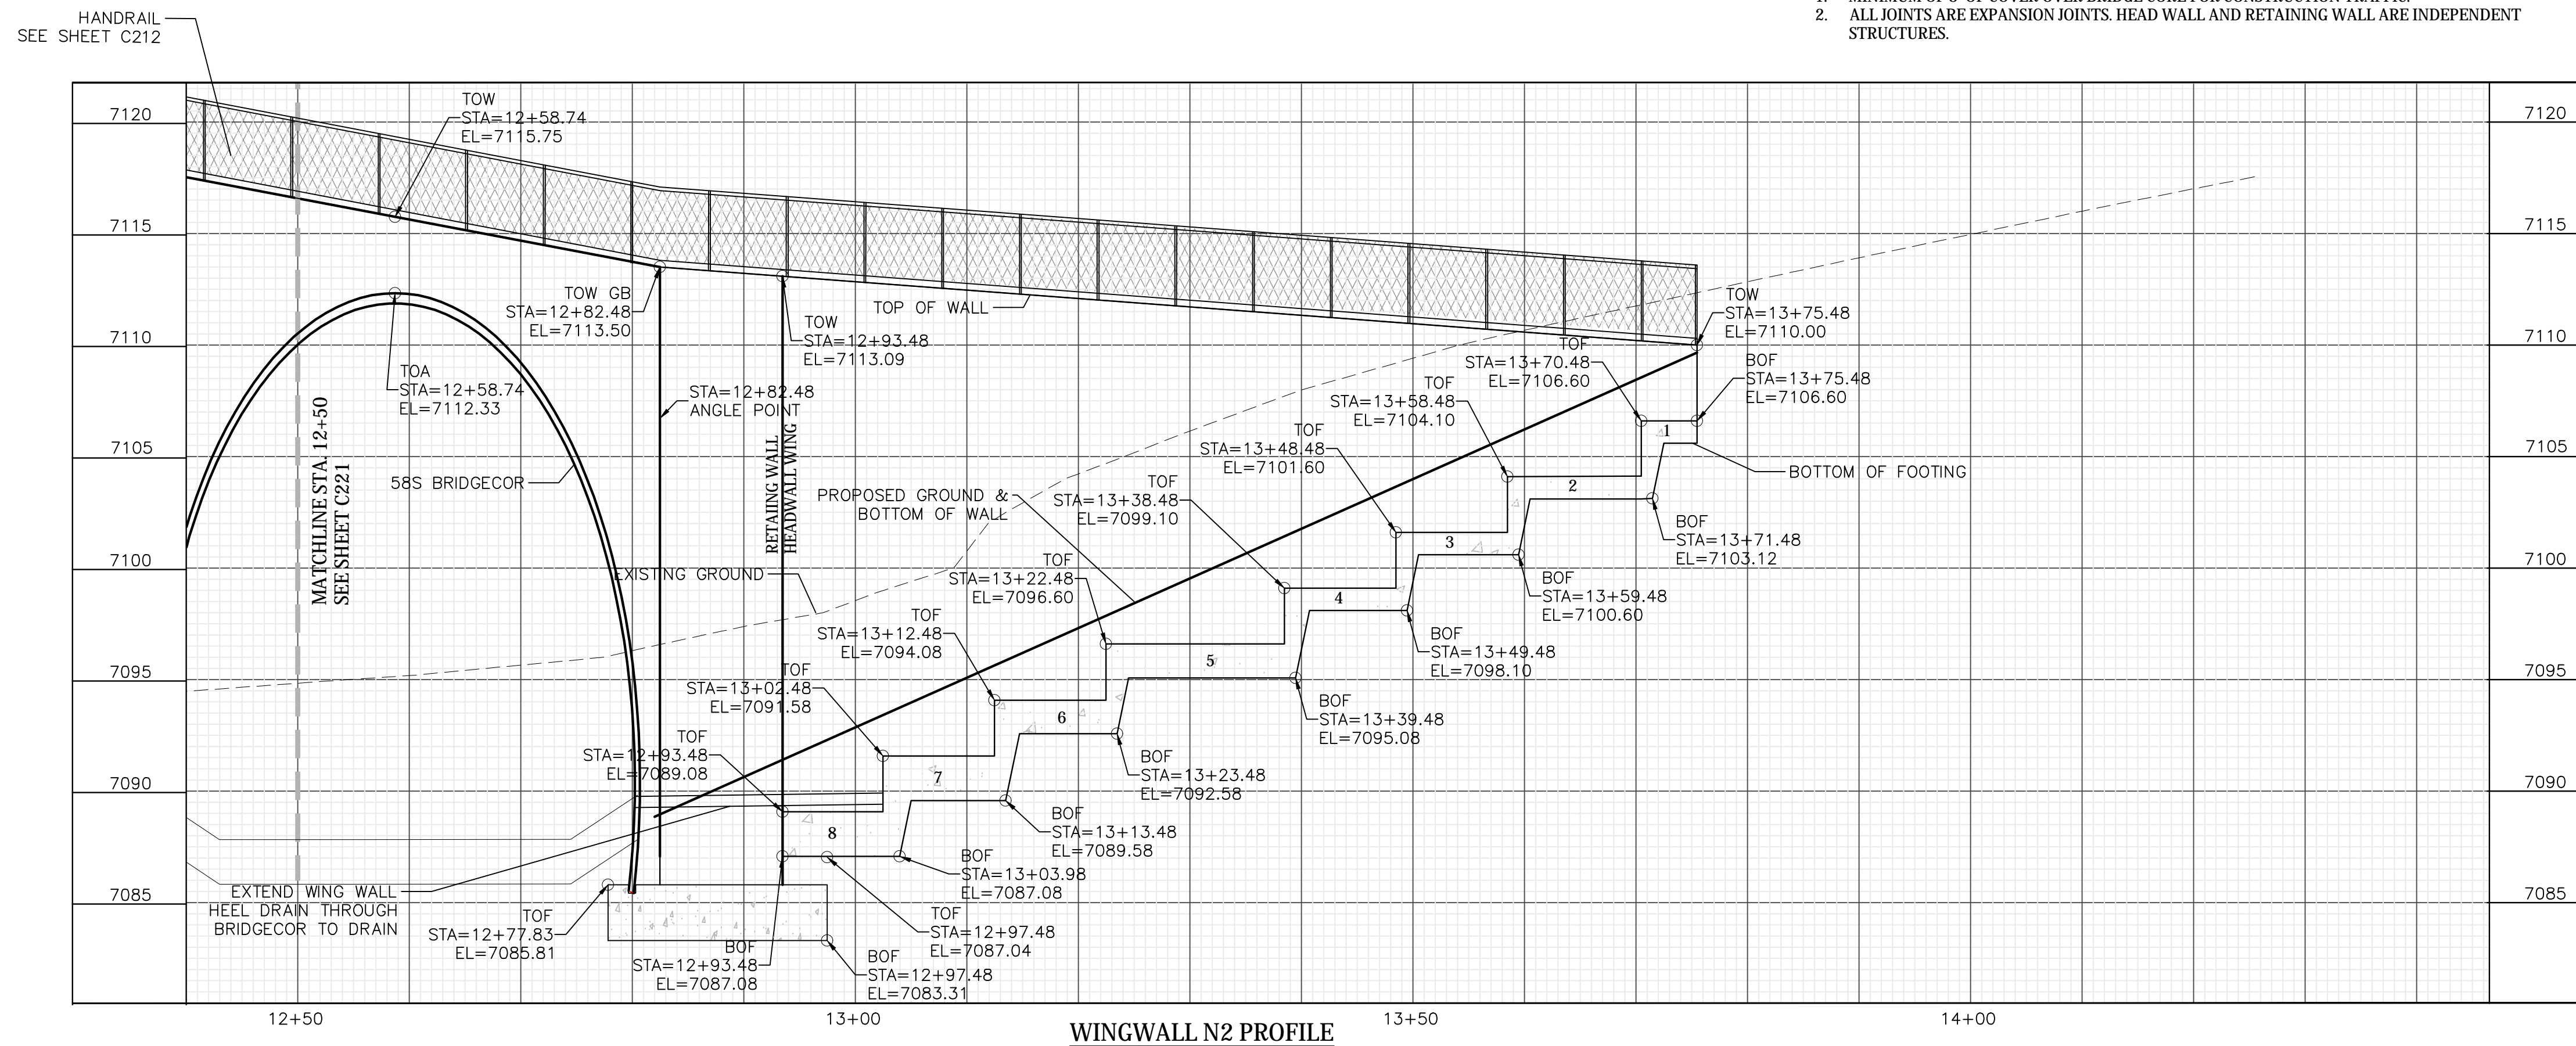 HANDRAIL
SEE SHEET C212
2. ALL JOINTS ARE EXPANSION JOINTS. HEAD WALL AND RETAINING WALL ARE INDEPENDENT
STRUCTURES.
7120
7115
7110
7105
7100
7095
7090
7085
7120
7115
7110
7105
7100
7095
7090
7085
TOW
STA=12+58.74
EL=7115.75
TOW GB
STA=12+82.48
EL=7113.50
TOA
STA=12+58.74
EL=7112.33
TOW
STA=12+93.48
EL=7113.09
TOP OF WALL
TOW
STA=13+75.48
EL=7110.00
STA=12+82.48
ANGLE POINT
MATCHLINE STA. 12+50
SEE SHEET C221
58S BRIDGECOR
RETAIING WALL
HEADWALL WING
PROPOSED GROUND &
BOTTOM OF WALL
EXISTING GROUND
TOF
STA=13+70.48
EL=7106.60
BOF
STA=13+75.48
EL=7106.60
TOF
STA=13+58.48
EL=7104.10
TOF
STA=13+48.48
EL=7101.60
TOF
STA=13+38.48
EL=7099.10
TOF
STA=13+22.48
EL=7096.60
TOF
STA=13+12.48
EL=7094.08
TOF
STA=13+02.48
EL=7091.58
TOF
STA=12+93.48
EL=7089.08
1
2
3
4
5
6
7
8
BOTTOM OF FOOTING
BOF
STA=13+71.48
EL=7103.12
BOF
STA=13+59.48
EL=7100.60
BOF
STA=13+49.48
EL=7098.10
BOF
STA=13+39.48
EL=7095.08
BOF
STA=13+23.48
EL=7092.58
BOF
STA=13+13.48
EL=7089.58
BOF
STA=13+03.98
EL=7087.08
TOF
STA=12+97.48
EL=7087.04
BOF
STA=12+97.48
EL=7083.31
BOF
STA=12+93.48
EL=7087.08
TOF
STA=12+77.83
EL=7085.81
EXTEND WING WALL
HEEL DRAIN THROUGH
BRIDGECOR TO DRAIN
12+50
13+00
13+50
14+00
WINGWALL N2 PROFILE